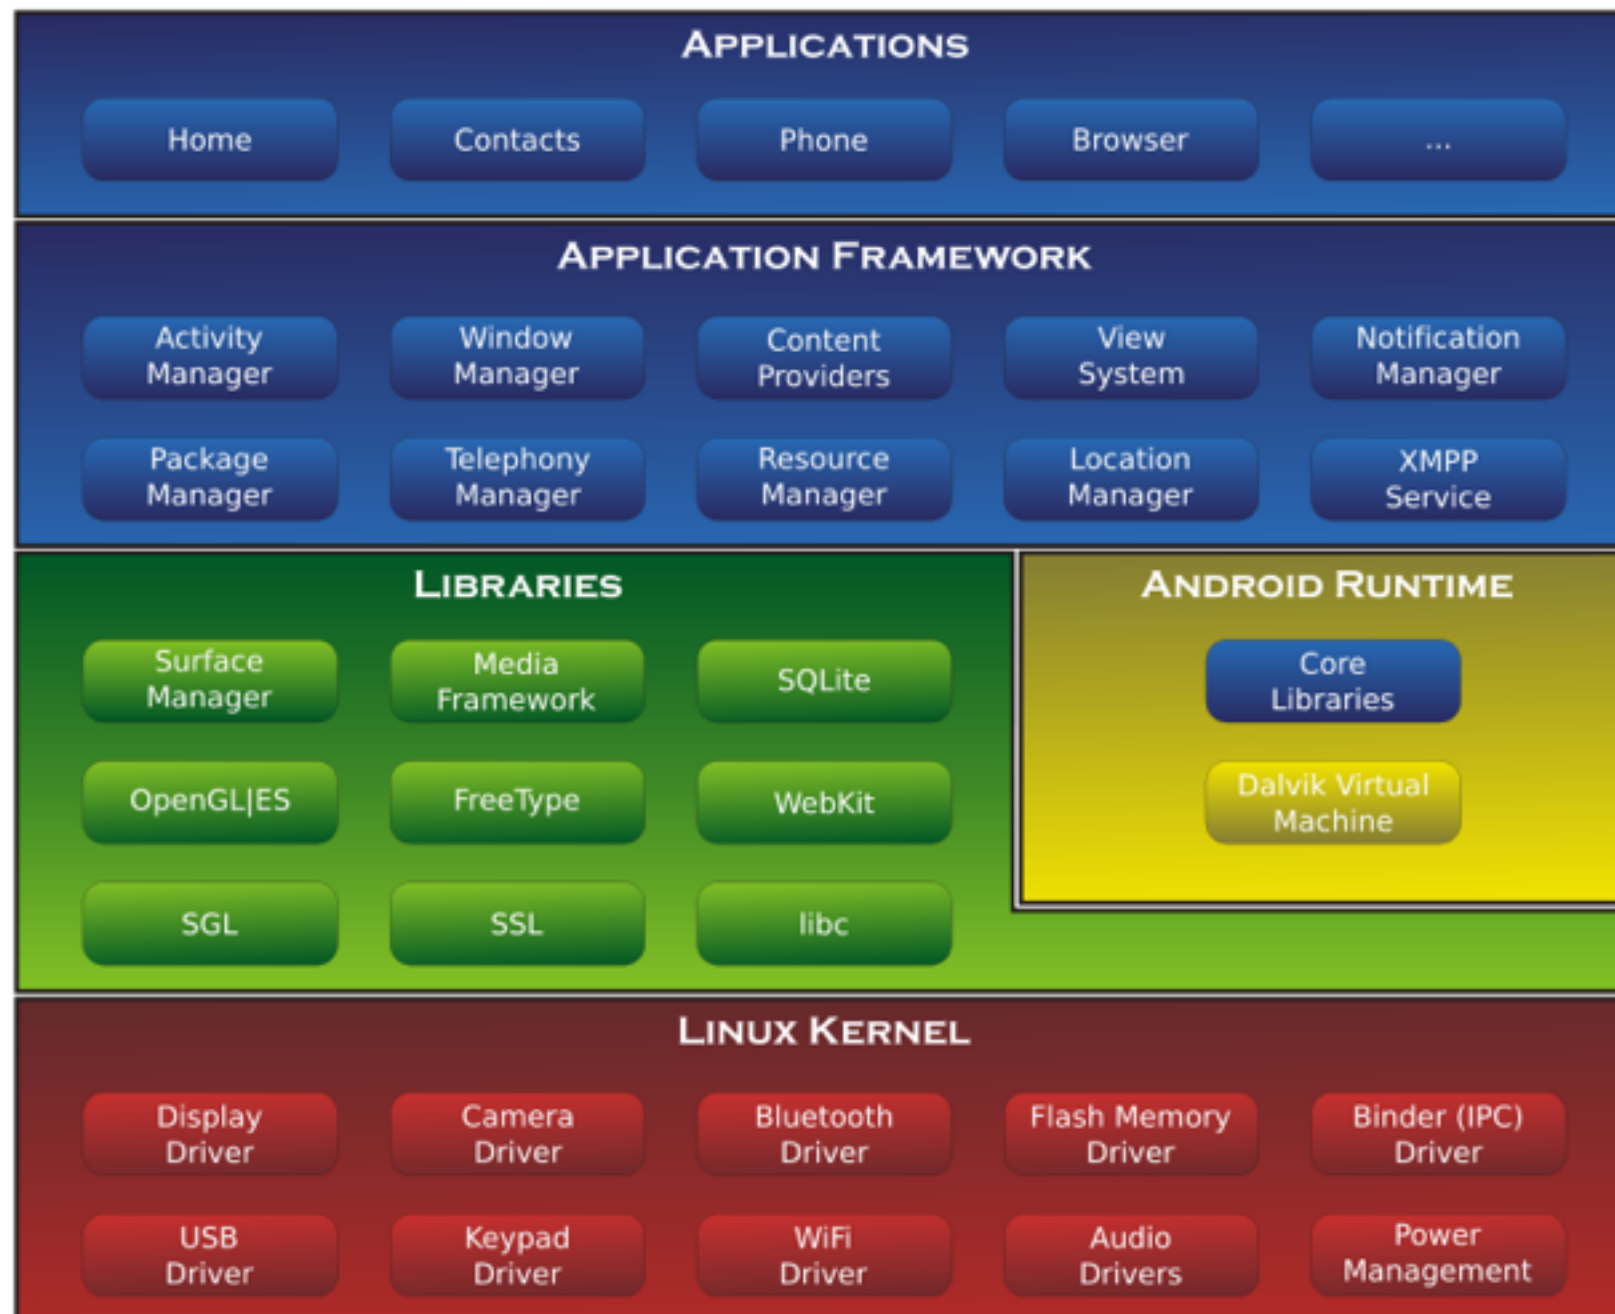 APPLICATIONS
Home
Contacts
Phone
Browser
...
APPLICATION FRAMEWORK
Activity
Manager
Window
Manager
Content
Providers
View
System
Notification
Manager
Package
Manager
Telephony
Manager
Resource
Manager
Location
Manager
XMPP
Service
LIBRARIES
Surface
Manager
Media
Framework
SQLite
OpenGL|ES
FreeType
WebKit
SGL
SSL
libc
ANDROID RUNTIME
Core
Libraries
Dalvik Virtual
Machine
LINUX KERNEL
Display
Driver
Camera
Driver
Bluetooth
Driver
Flash Memory
Driver
Binder (IPC)
Driver
USB
Driver
Keypad
Driver
WiFi
Driver
Audio
Drivers
Power
Management